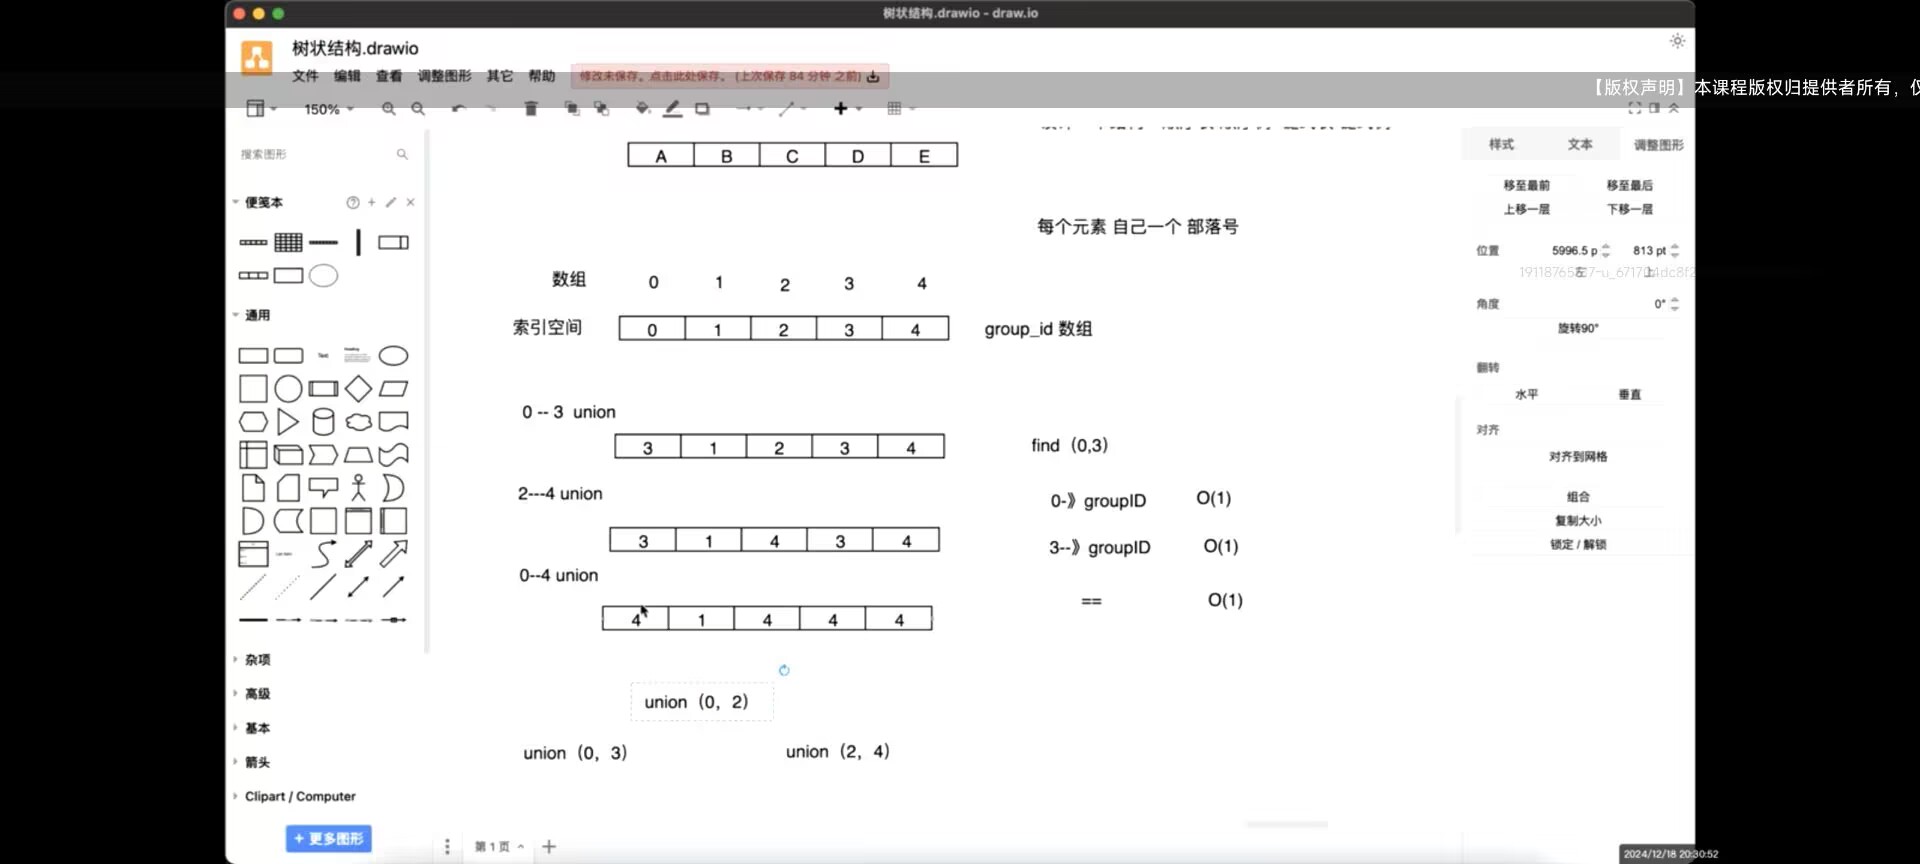 树状结构.drawio - draw.io
树状结构.drawio
文件 编辑 查看 调整图形 其它 帮助
修改未保存。点击此处保存。 (上次保存 84 分钟 之前)
【版权声明】本课程版权归提供者所有，仅
150%
搜索图形
便笺本
通用
Text
Heading
杂项
高级
基本
箭头
Clipart / Computer
+ 更多图形
A B C D E
每个元素 自己一个 部落号
数组 0 1 2 3 4
索引空间 0 1 2 3 4 group_id 数组
0 -- 3 union
3 1 2 3 4 find（0,3）
2---4 union
0-》groupID O(1)
3 1 4 3 4
3--》groupID O(1)
0--4 union
4 1 4 4 4
== O(1)
union（0，2）
union（0，3） union（2，4）
第 1 页
样式 文本 调整图形
移至最前 移至最后
上移一层 下移一层
位置 5996.5 p 813 pt
左 上
角度 0°
旋转90°
翻转
水平 垂直
对齐
对齐到网格
组合
复制大小
锁定 / 解锁
2024/12/18 20:30:52